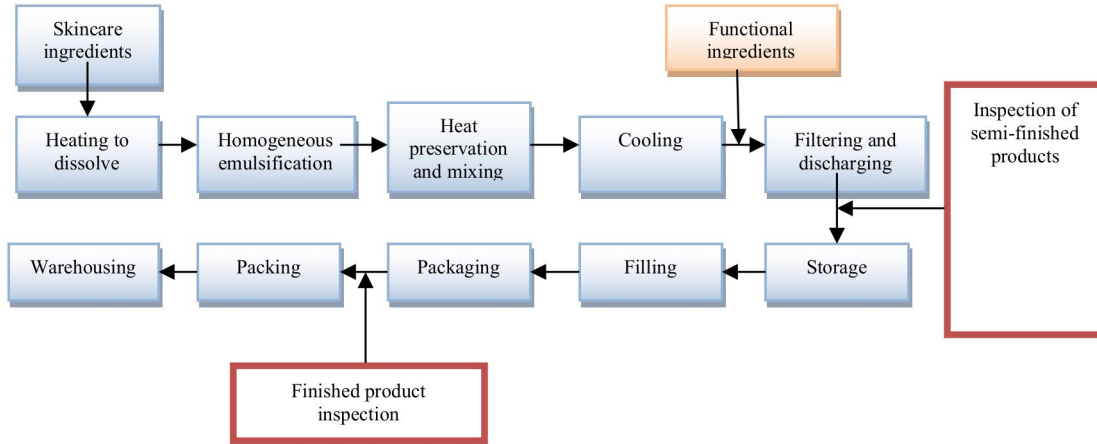 Skincare
ingredients
Functional
ingredients
Inspection of
semi-finished
products
Heating to
dissolve
Homogeneous
emulsification
Heat
preservation
and mixing
Cooling
Filtering and
discharging
Warehousing
Packing
Packaging
Filling
Storage
Finished product
inspection